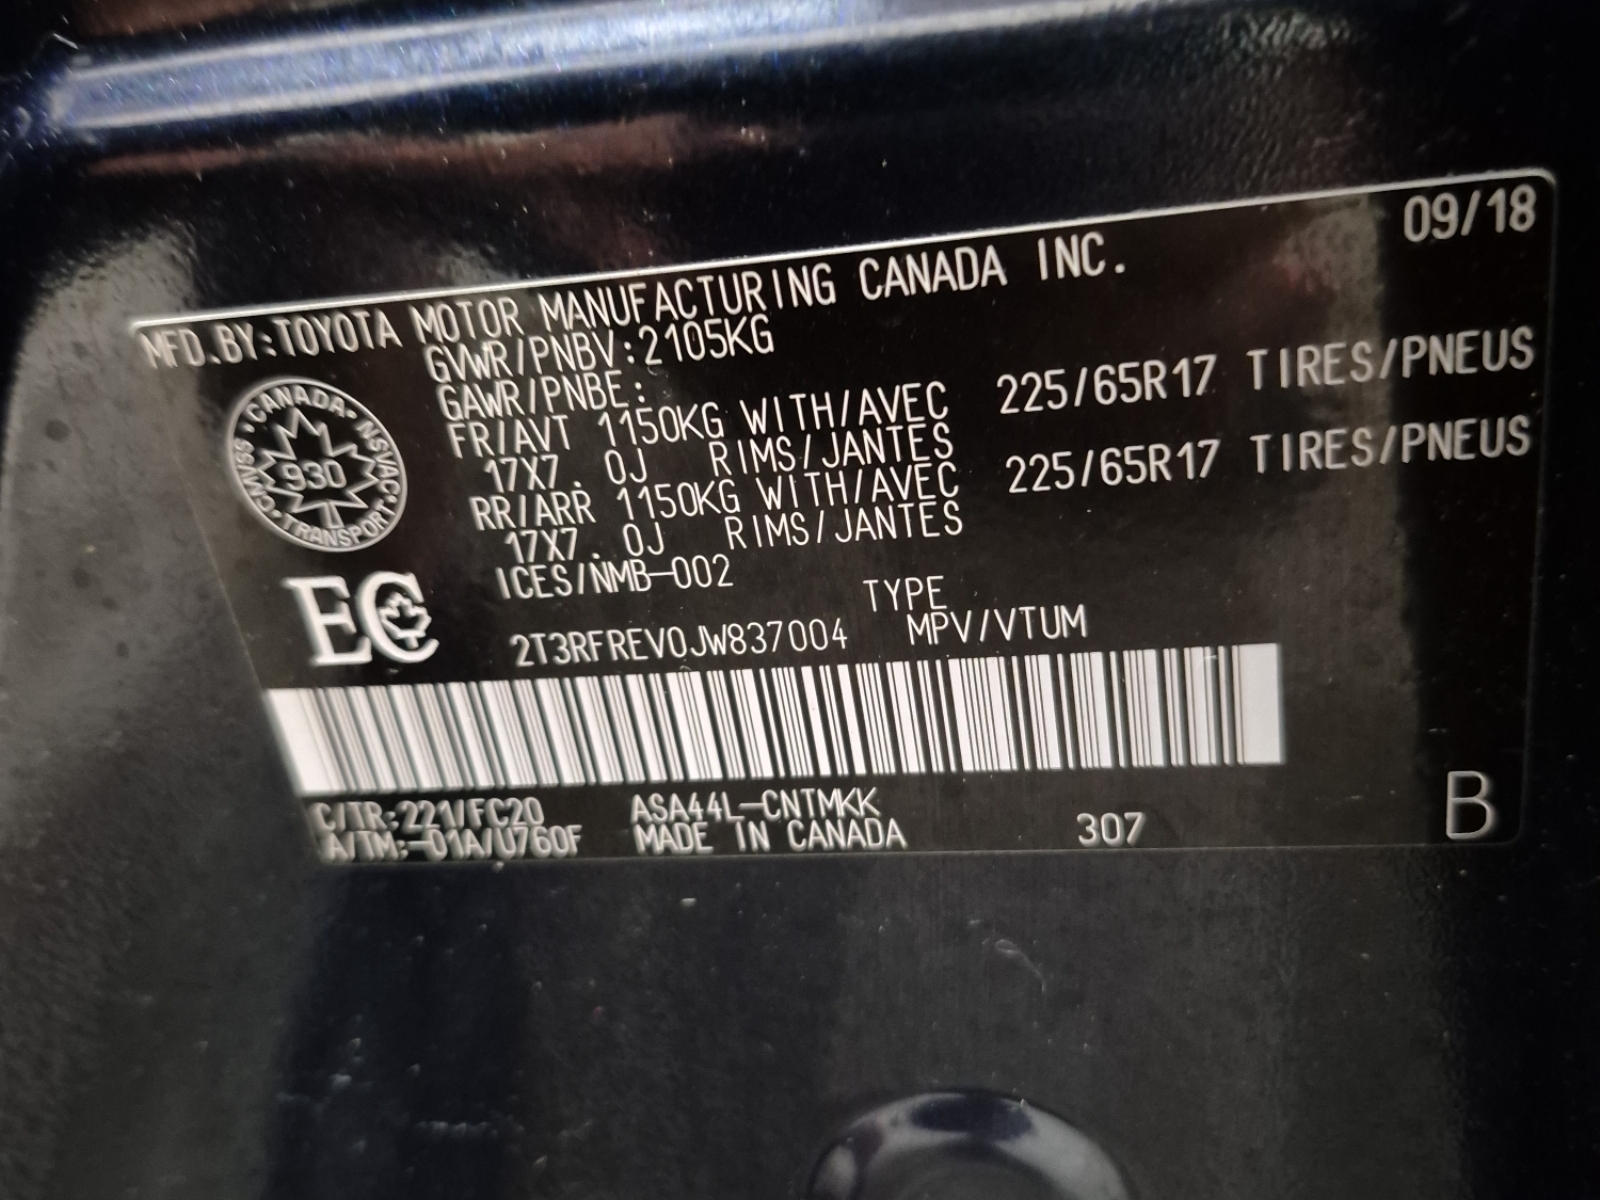 09/18
MFD.BY:TOYOTA MOTOR MANUFACTURING CANADA INC.
GVWR/PNBV:2105KG
GAWR/PNBE:
FR/AVT 1150KG WITH/AVEC 225/65R17 TIRES/PNEUS
17X7.0J RIMS/JANTES
RR/ARR 1150KG WITH/AVEC 225/65R17 TIRES/PNEUS
17X7.0J RIMS/JANTES
ICES/NMB-002
CANADA · NSVAC · TRANSPORT · CMVSS
930
EC
TYPE
2T3RFREV0JW837004 MPV/VTUM
C/TR:221/FC20 ASA44L-CNTMKK
A/TM:-01A/U760F MADE IN CANADA 307
B